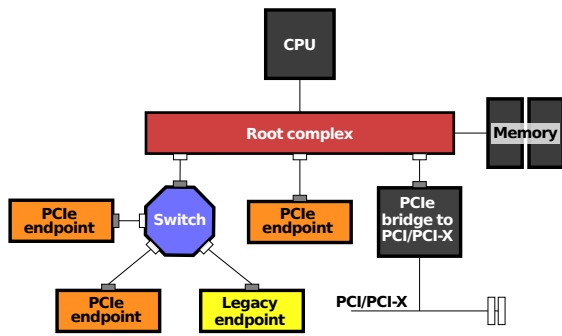 CPU
Root complex
Memory
PCIe
endpoint
Switch
PCIe
endpoint
PCIe
bridge to
PCI/PCI-X
PCIe
endpoint
Legacy
endpoint
PCI/PCI-X